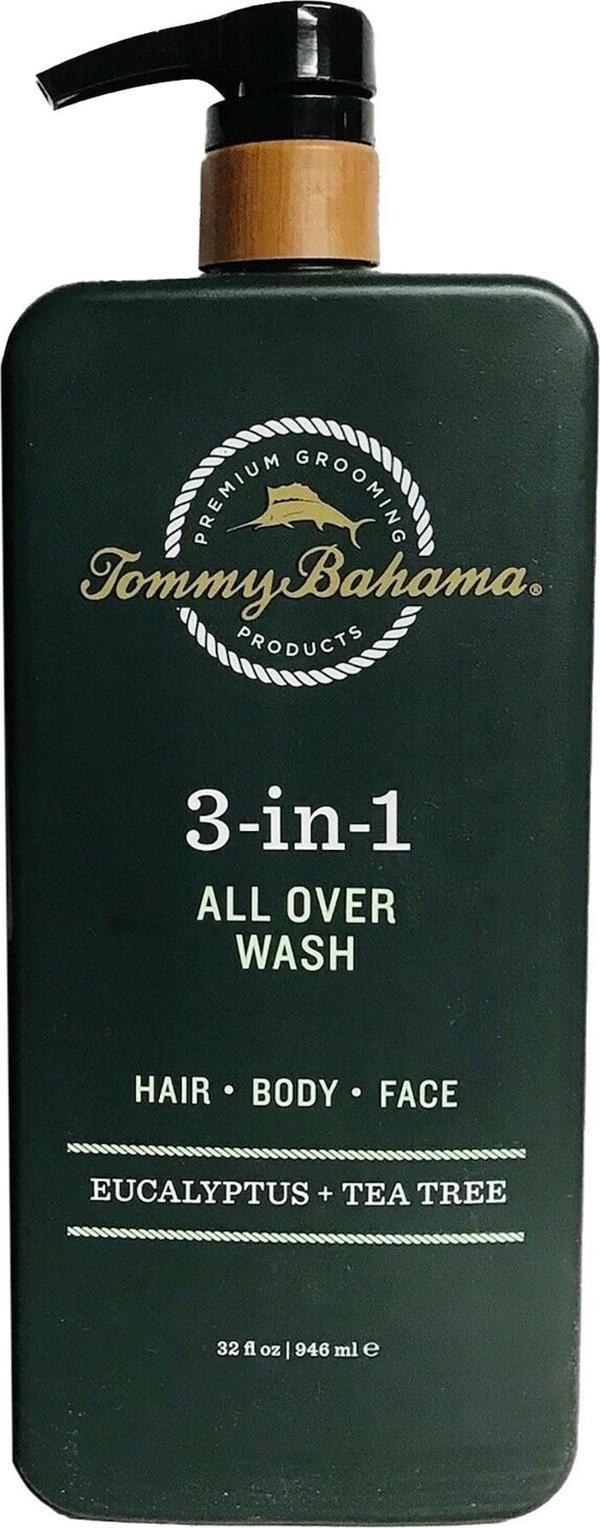 PREMIUM GROOMING
Tommy Bahama®
PRODUCTS
3-in-1
ALL OVER
WASH
HAIR • BODY • FACE
EUCALYPTUS + TEA TREE
32 fl oz | 946 ml ℮